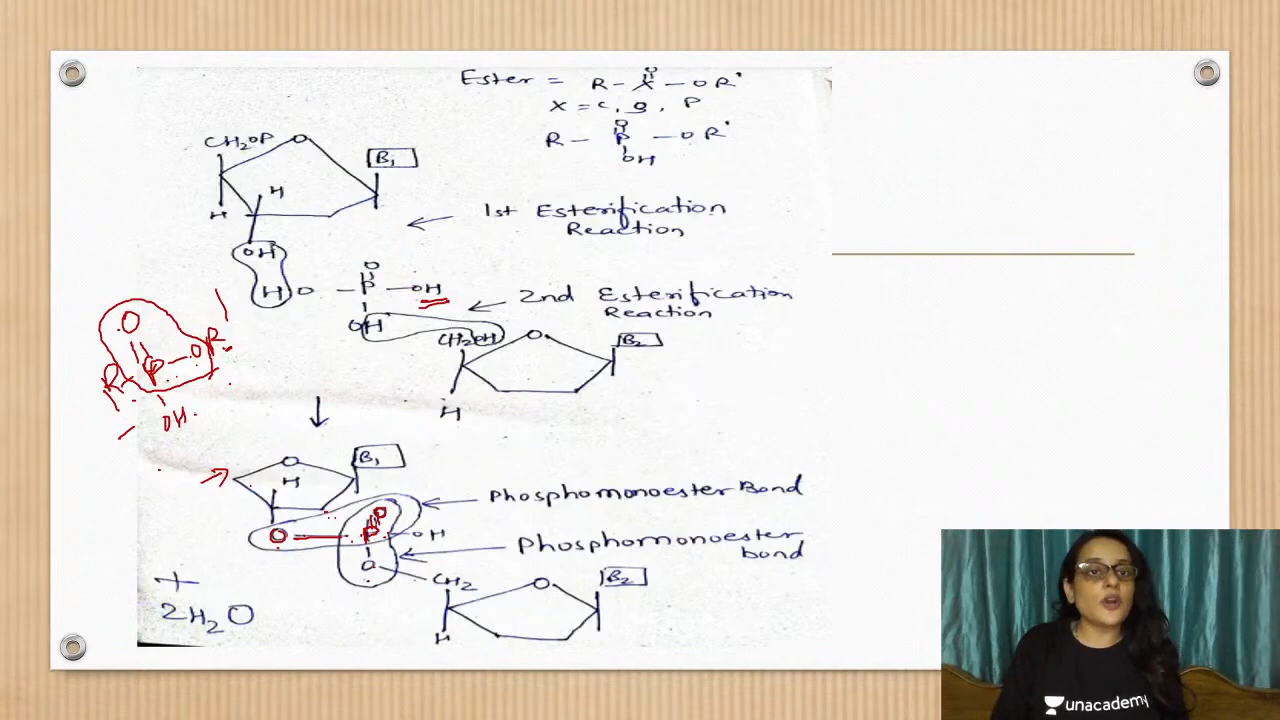 Ester = R - X - OR'
O
X = C, S, P
O
R - P - OR'
OH
CH₂OP
O
B₁
H
H
1st Esterification
Reaction
OH
O
HO - P - OH
2nd Esterification
Reaction
OH
CH₂OH
O
B₂
H
O
R - P - OR'
OH
O
B₁
H
Phosphomonoester Bond
O
O - P - OH
Phosphomonoester
bond
O
CH₂
O
B₂
H
+
2H₂O
unacademy